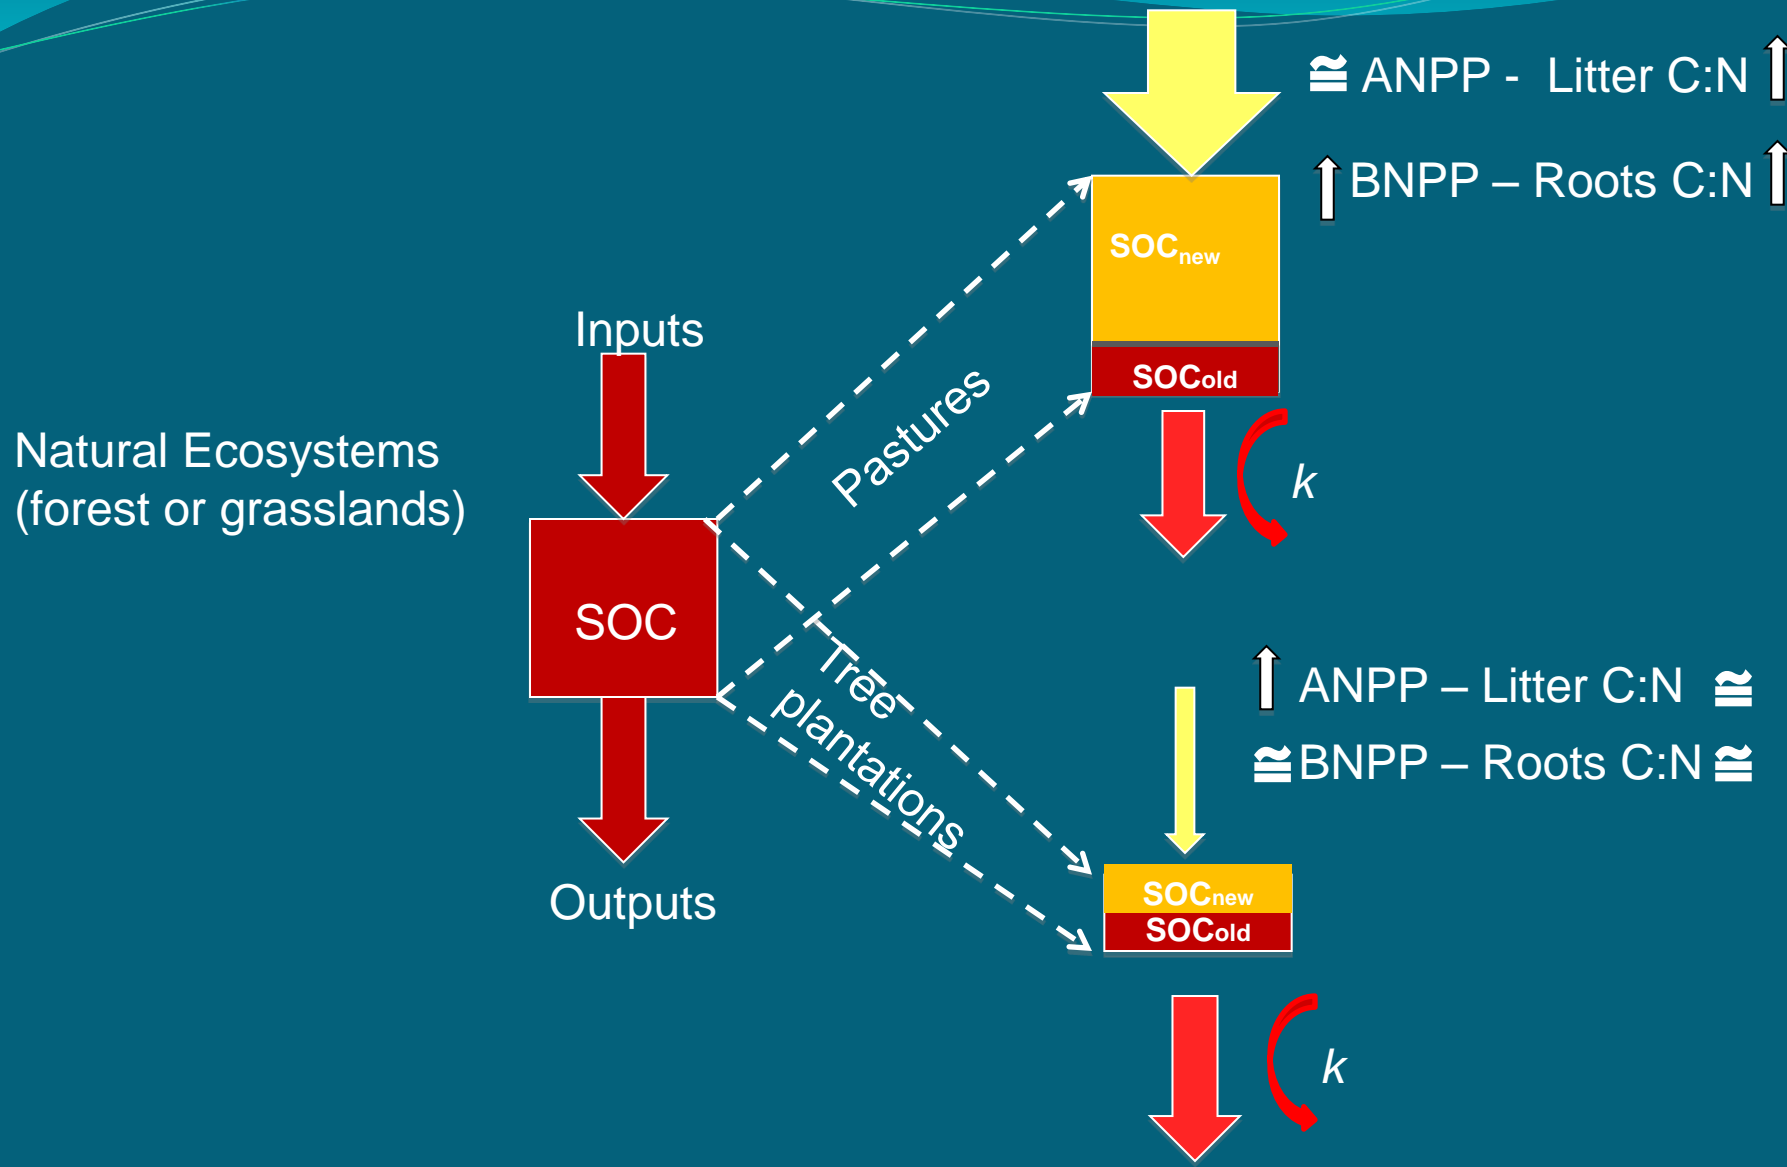 ≅ ANPP - Litter C:N
BNPP – Roots C:N
SOCnew
SOCold
k
Inputs
Natural Ecosystems
(forest or grasslands)
SOC
Outputs
Pastures
Tree
plantations
ANPP – Litter C:N ≅
≅ BNPP – Roots C:N ≅
SOCnew
SOCold
k